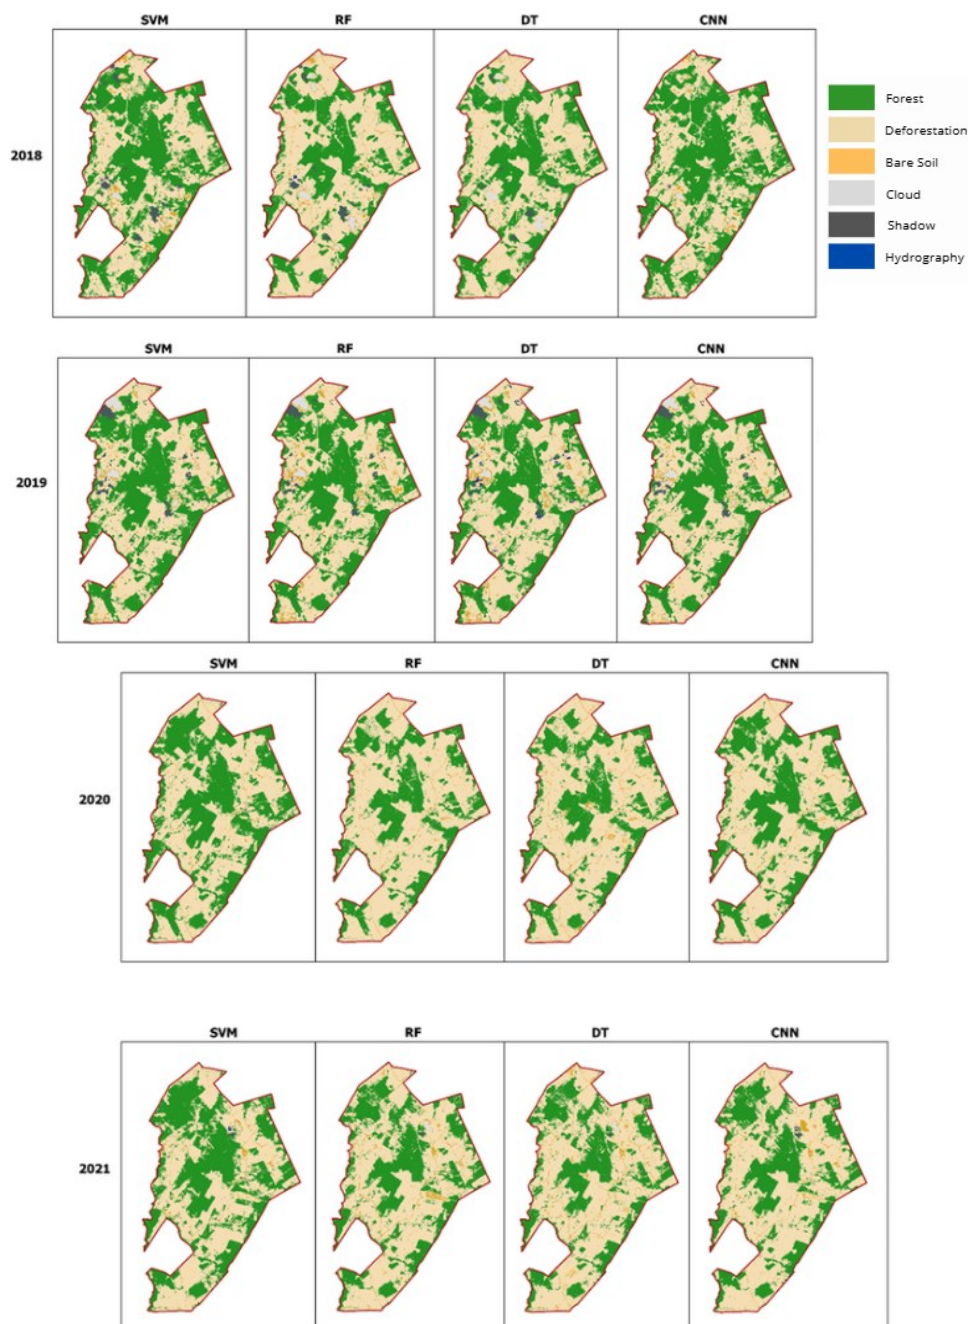 SVM RF DT CNN
2018
Forest
Deforestation
Bare Soil
Cloud
Shadow
Hydrography
SVM RF DT CNN
2019
SVM RF DT CNN
2020
SVM RF DT CNN
2021